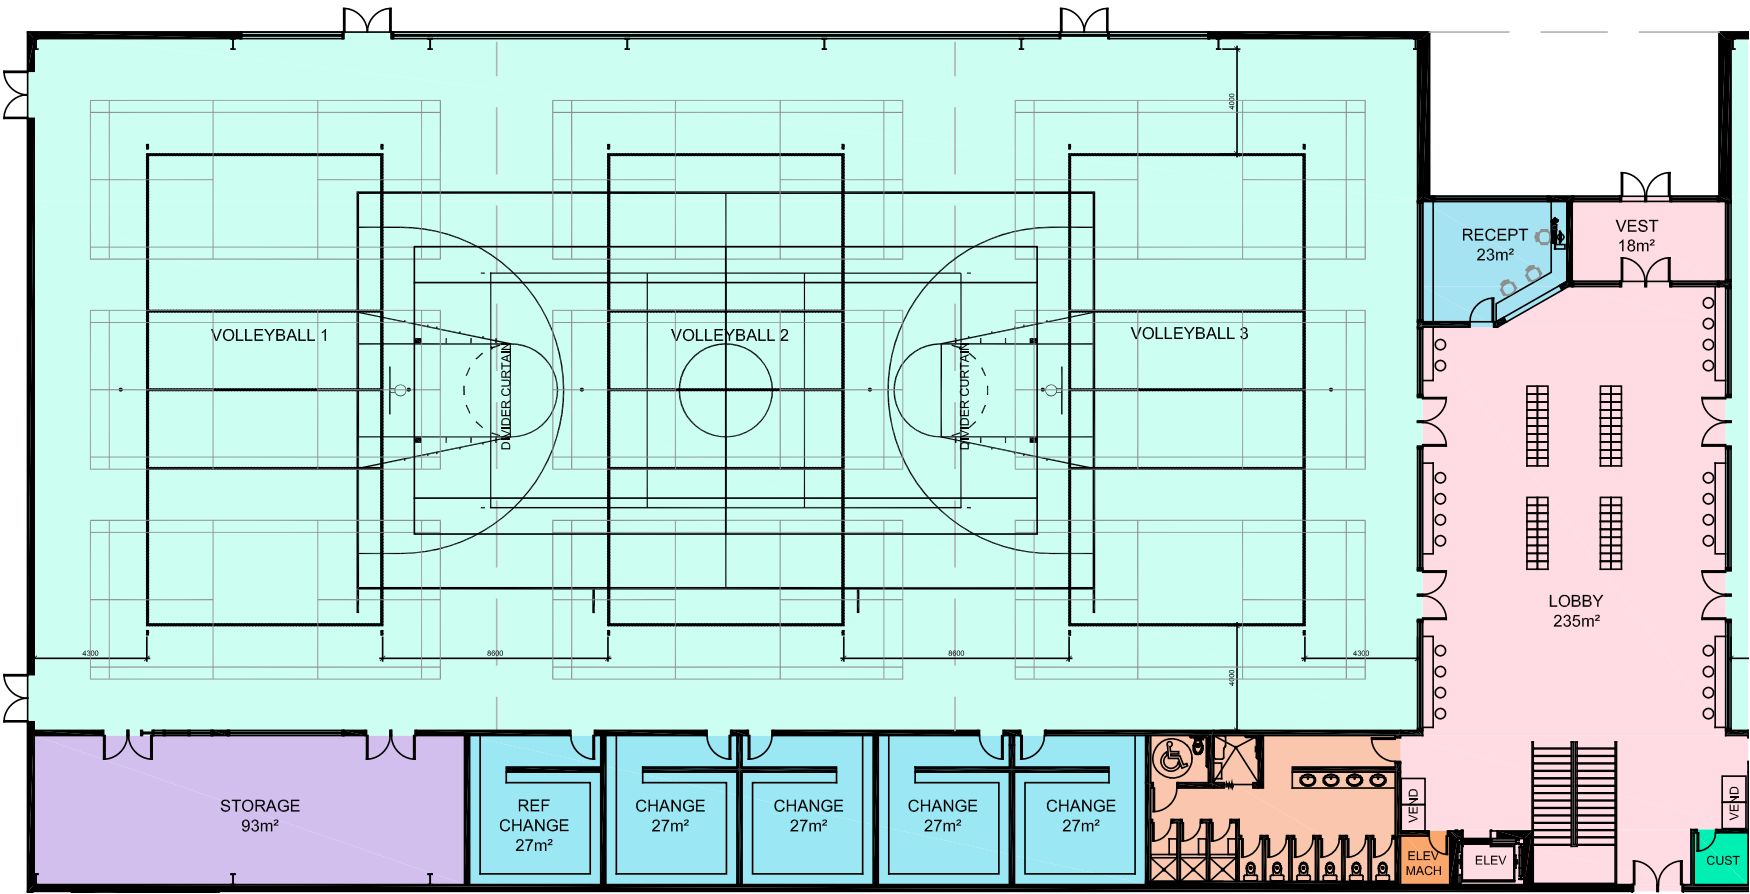 4000
RECEPT
23m²
VEST
18m²
VOLLEYBALL 1
VOLLEYBALL 2
VOLLEYBALL 3
DIVIDER CURTAIN
DIVIDER CURTAIN
LOBBY
235m²
4300
8600
8600
4300
4000
STORAGE
93m²
REF
CHANGE
27m²
CHANGE
27m²
CHANGE
27m²
CHANGE
27m²
CHANGE
27m²
VEND
VEND
ELEV
MACH
ELEV
CUST